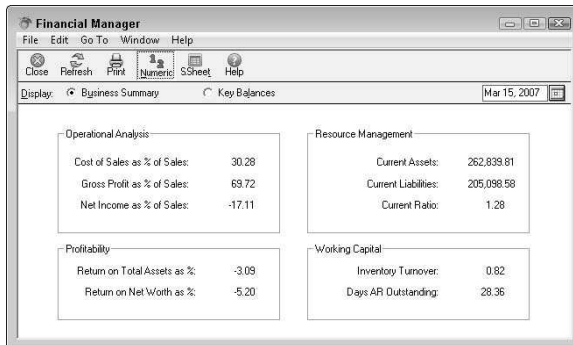 Financial Manager
File Edit Go To Window Help
Close Refresh Print Numeric SSheet Help
Display: Business Summary Key Balances Mar 15, 2007
Operational Analysis
Cost of Sales as % of Sales: 30.28
Gross Profit as % of Sales: 69.72
Net Income as % of Sales: -17.11
Resource Management
Current Assets: 262,839.81
Current Liabilities: 205,098.58
Current Ratio: 1.28
Profitability
Return on Total Assets as %: -3.09
Return on Net Worth as %: -5.20
Working Capital
Inventory Turnover: 0.82
Days AR Outstanding: 28.36